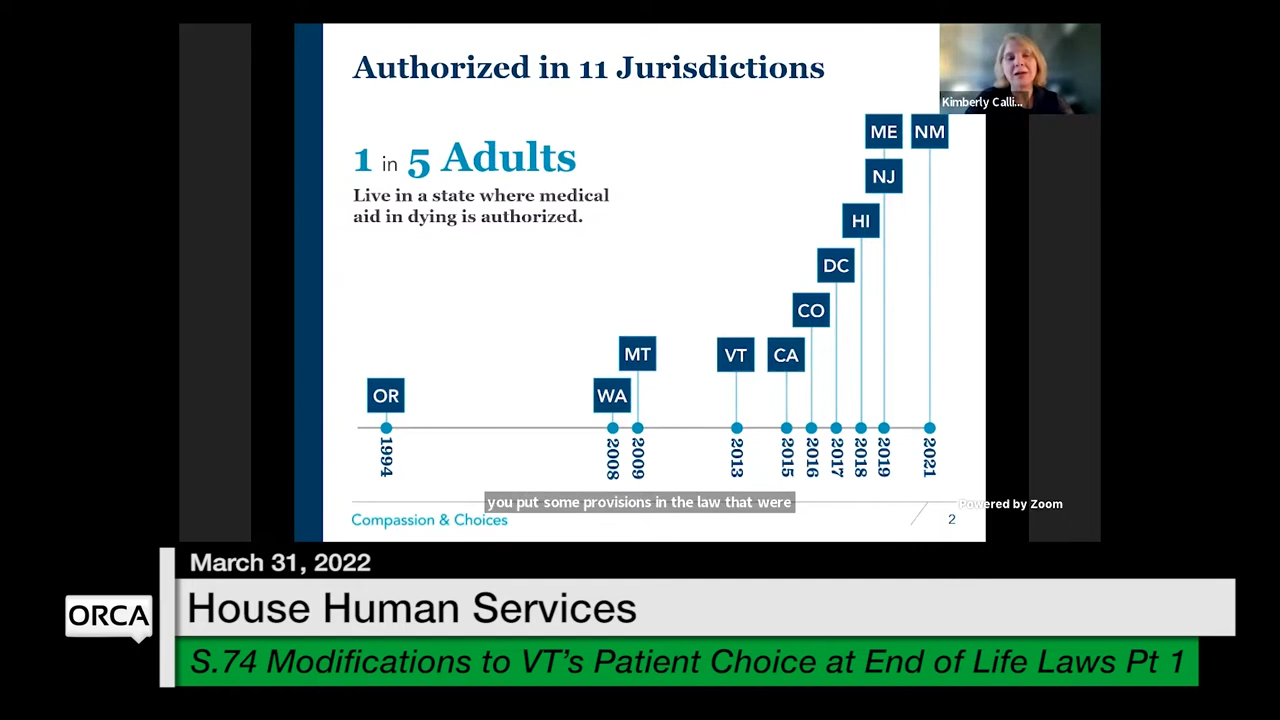 Authorized in 11 Jurisdictions
Kimberly Calli...
1 in 5 Adults
Live in a state where medical
aid in dying is authorized.
ME
NM
NJ
HI
DC
CO
MT
VT
CA
OR
WA
1994
2008
2009
2013
2015
2016
2017
2018
2019
2021
you put some provisions in the law that were
Powered by Zoom
Compassion & Choices
2
March 31, 2022
ORCA
House Human Services
S.74 Modifications to VT's Patient Choice at End of Life Laws Pt 1